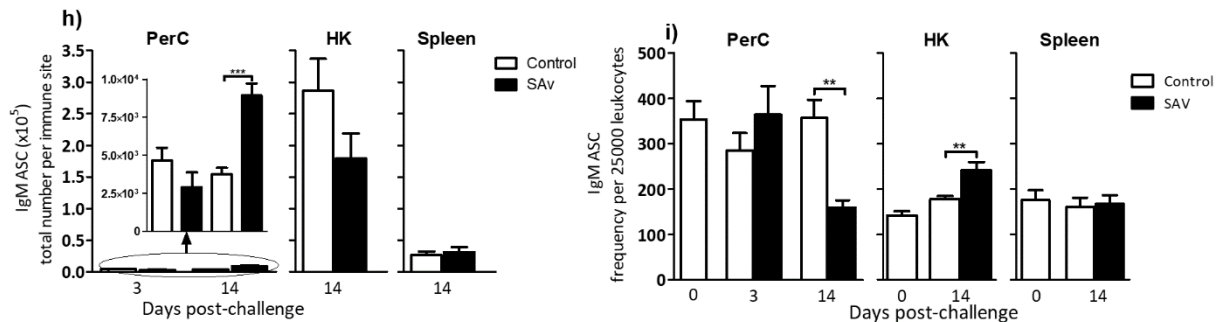 h)
PerC
HK
Spleen
IgM ASC (x10⁵)
total number per immune site
3.5
3.0
2.5
2.0
1.5
1.0
0.5
0.0
1.0×10⁴
7.5×10³
5.0×10³
2.5×10³
0
***
Control
SAv
3
14
14
14
Days post-challenge
i)
PerC
HK
Spleen
IgM ASC
frequency per 25000 leukocytes
500
400
300
200
100
0
**
**
Control
SAV
0
3
14
0
14
0
14
Days post-challenge